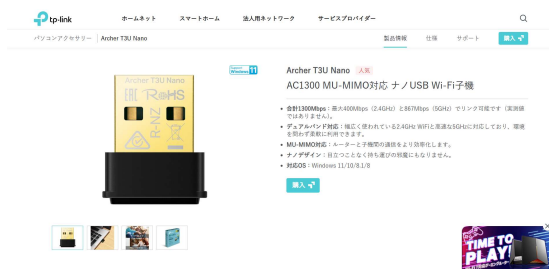 tp-link
ホームネット スマートホーム 法人用ネットワーク サービスプロバイダー
パソコンアクセサリー Archer T3U Nano
製品情報 仕様 サポート 購入
Windows 11
Archer T3U Nano 人気
AC1300 MU-MIMO対応 ナノUSB Wi-Fi子機
Archer T3U Nano
RoHS
R-NZ
• 合計1300Mbps：最大400Mbps（2.4GHz）と867Mbps（5GHz）でリンク可能です（実測値
ではありません）。
• デュアルバンド対応：幅広く使われている2.4GHz WiFiと高速な5GHzに対応しており、環境
を問わず柔軟に利用できます。
• MU-MIMO対応：ルーターと子機間の通信をより効率化します。
• ナノデザイン：目立つことなく持ち運びの邪魔にもなりません。
• 対応OS：Windows 11/10/8.1/8
購入
TIME TO
PLAY!